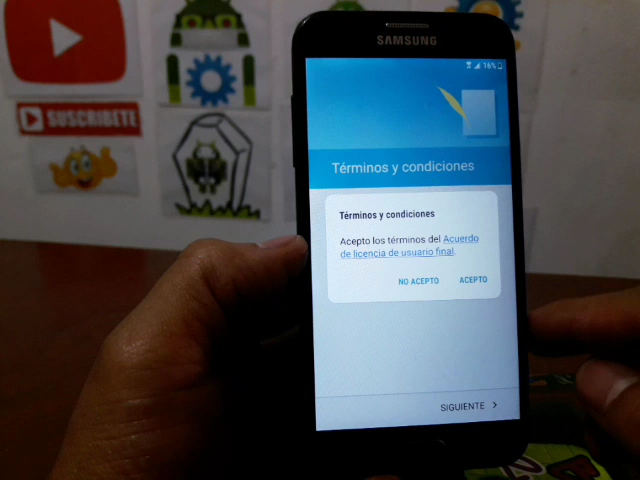 SAMSUNG
16%
SUSCRIBETE
Términos y condiciones
Términos y condiciones
Acepto los términos del Acuerdo
de licencia de usuario final.
NO ACEPTO ACEPTO
SIGUIENTE >